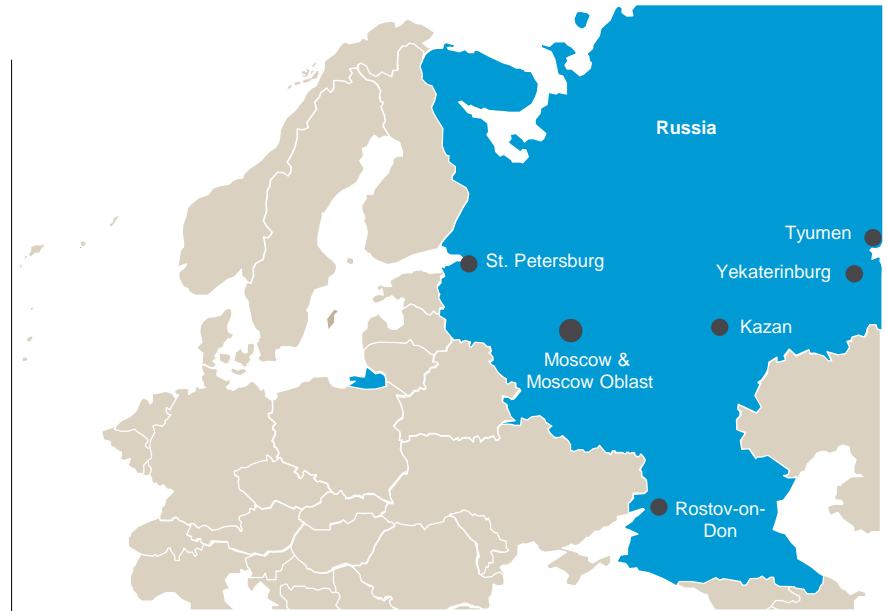 Russia
Tyumen
St. Petersburg
Yekaterinburg
Kazan
Moscow &
Moscow Oblast
Rostov-on-
Don